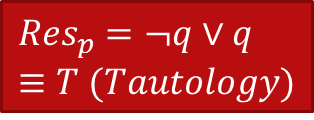 Resₚ = ¬q ∨ q
≡ T (Tautology)